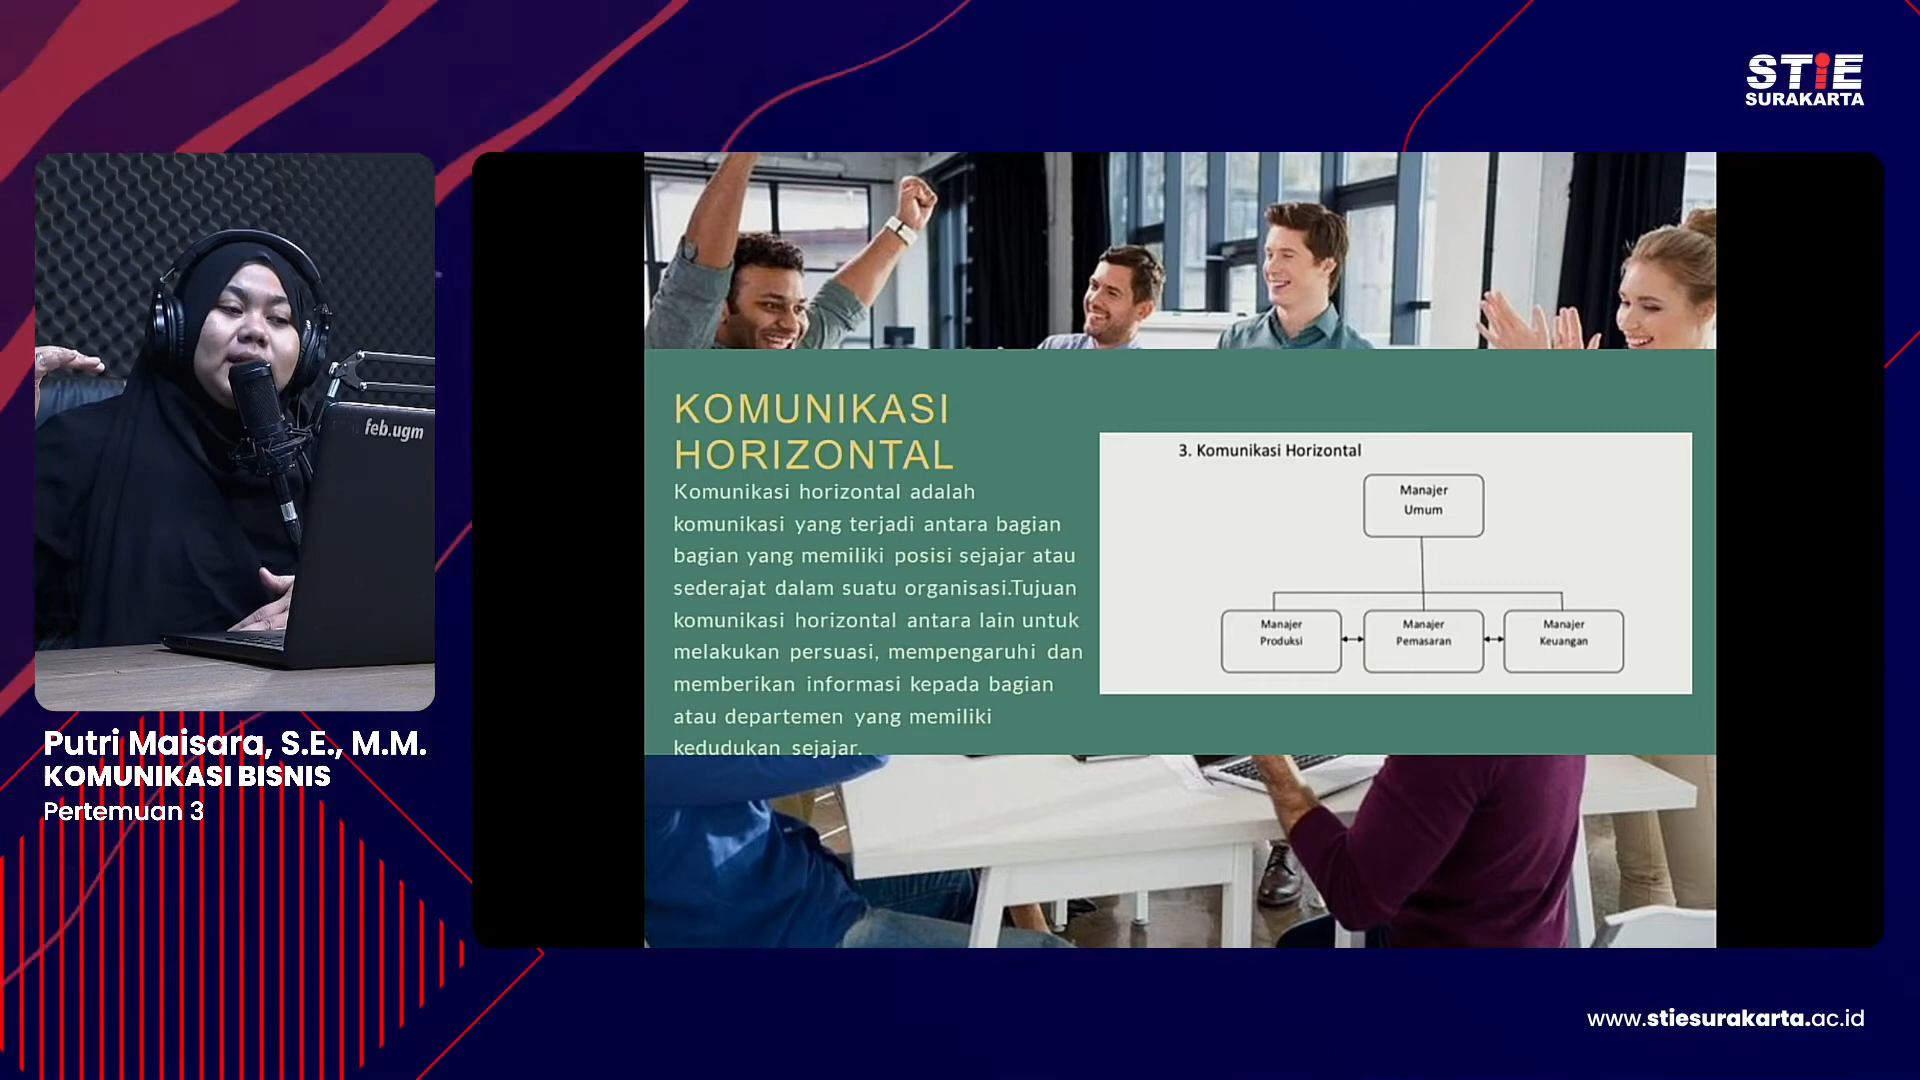 STiE
SURAKARTA
feb.ugm
KOMUNIKASI
HORIZONTAL
Komunikasi horizontal adalah
komunikasi yang terjadi antara bagian
bagian yang memiliki posisi sejajar atau
sederajat dalam suatu organisasi.Tujuan
komunikasi horizontal antara lain untuk
melakukan persuasi, mempengaruhi dan
memberikan informasi kepada bagian
atau departemen yang memiliki
kedudukan sejajar.
3. Komunikasi Horizontal
Manajer
Umum
Manajer
Produksi
Manajer
Pemasaran
Manajer
Keuangan
Putri Maisara, S.E., M.M.
KOMUNIKASI BISNIS
Pertemuan 3
www.stiesurakarta.ac.id